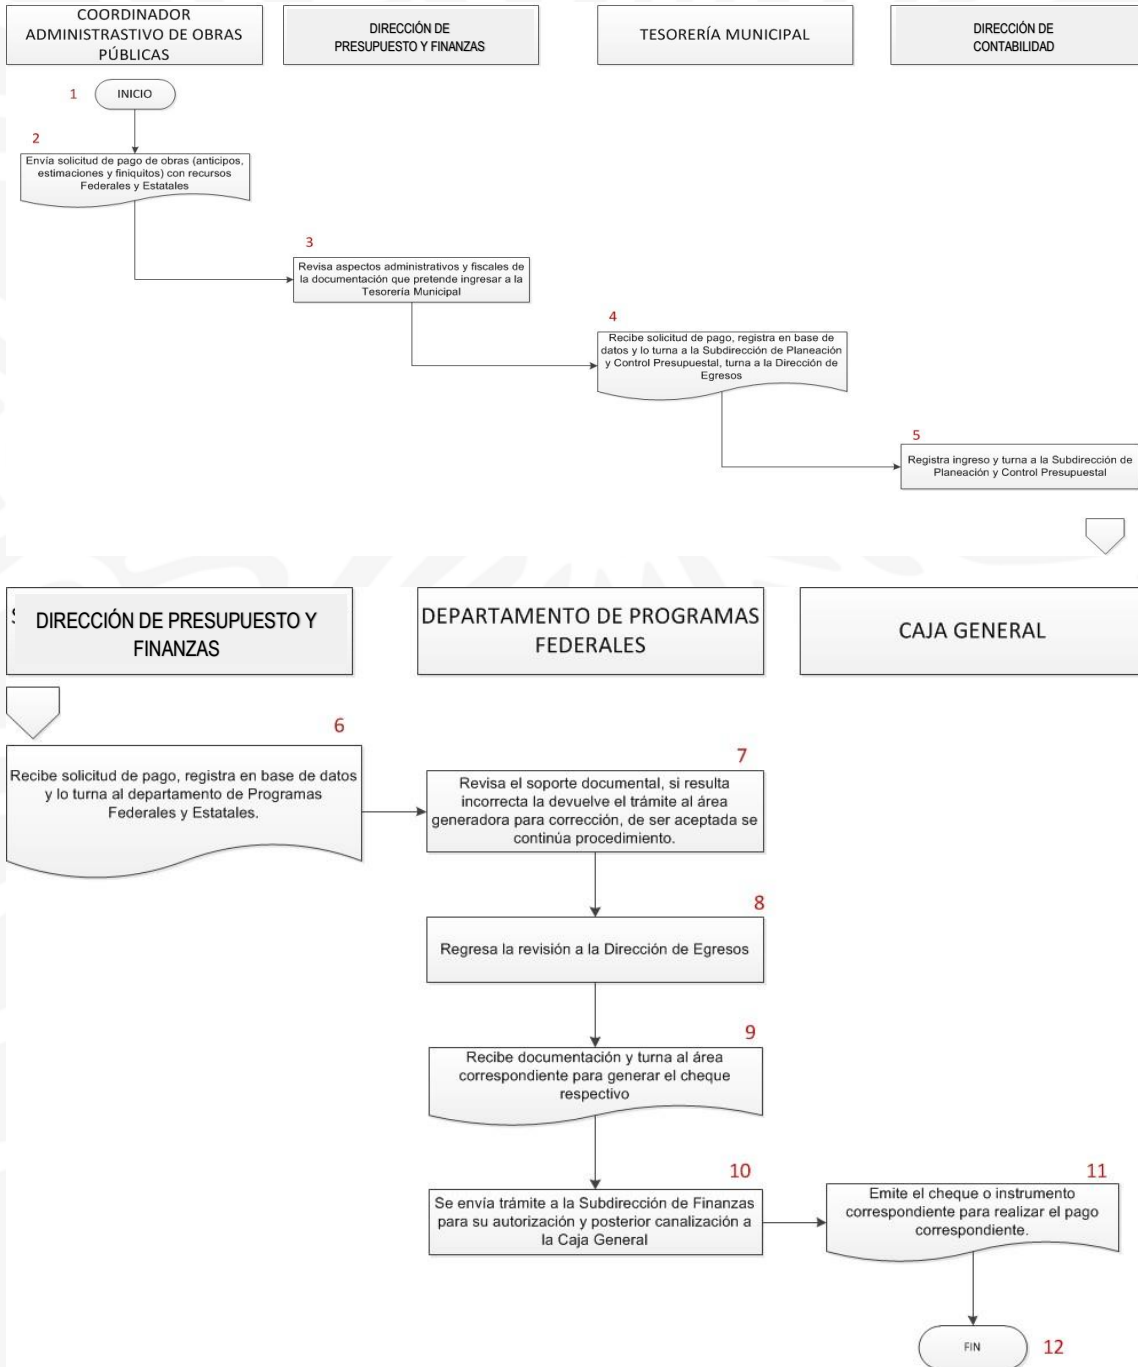 COORDINADOR
ADMINISTRASTIVO DE OBRAS
PÚBLICAS
DIRECCIÓN DE
PRESUPUESTO Y FINANZAS
TESORERÍA MUNICIPAL
DIRECCIÓN DE
CONTABILIDAD
1
INICIO
2
Envía solicitud de pago de obras (anticipos,
estimaciones y finiquitos) con recursos
Federales y Estatales
3
Revisa aspectos administrativos y fiscales de
la documentación que pretende ingresar a la
Tesorería Municipal
4
Recibe solicitud de pago, registra en base de
datos y lo turna a la Subdirección de Planeación
y Control Presupuestal, turna a la Dirección de
Egresos
5
Registra ingreso y turna a la Subdirección de
Planeación y Control Presupuestal
DIRECCIÓN DE PRESUPUESTO Y
FINANZAS
DEPARTAMENTO DE PROGRAMAS
FEDERALES
CAJA GENERAL
6
Recibe solicitud de pago, registra en base de datos
y lo turna al departamento de Programas
Federales y Estatales.
7
Revisa el soporte documental, si resulta
incorrecta la devuelve el trámite al área
generadora para corrección, de ser aceptada se
continúa procedimiento.
8
Regresa la revisión a la Dirección de Egresos
9
Recibe documentación y turna al área
correspondiente para generar el cheque
respectivo
10
Se envía trámite a la Subdirección de Finanzas
para su autorización y posterior canalización a
la Caja General
11
Emite el cheque o instrumento
correspondiente para realizar el pago
correspondiente.
FIN
12